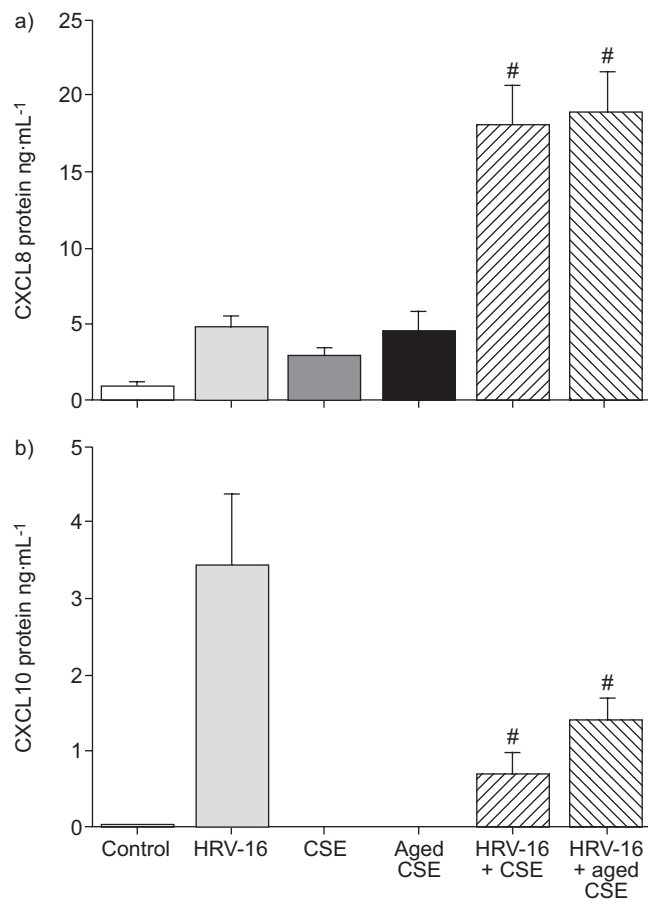 a)
CXCL8 protein ng·mL-1
25
20
15
10
5
0
# #
b)
CXCL10 protein ng·mL-1
5
4
3
2
1
0
# #
Control HRV-16 CSE Aged CSE HRV-16 + CSE HRV-16 + aged CSE